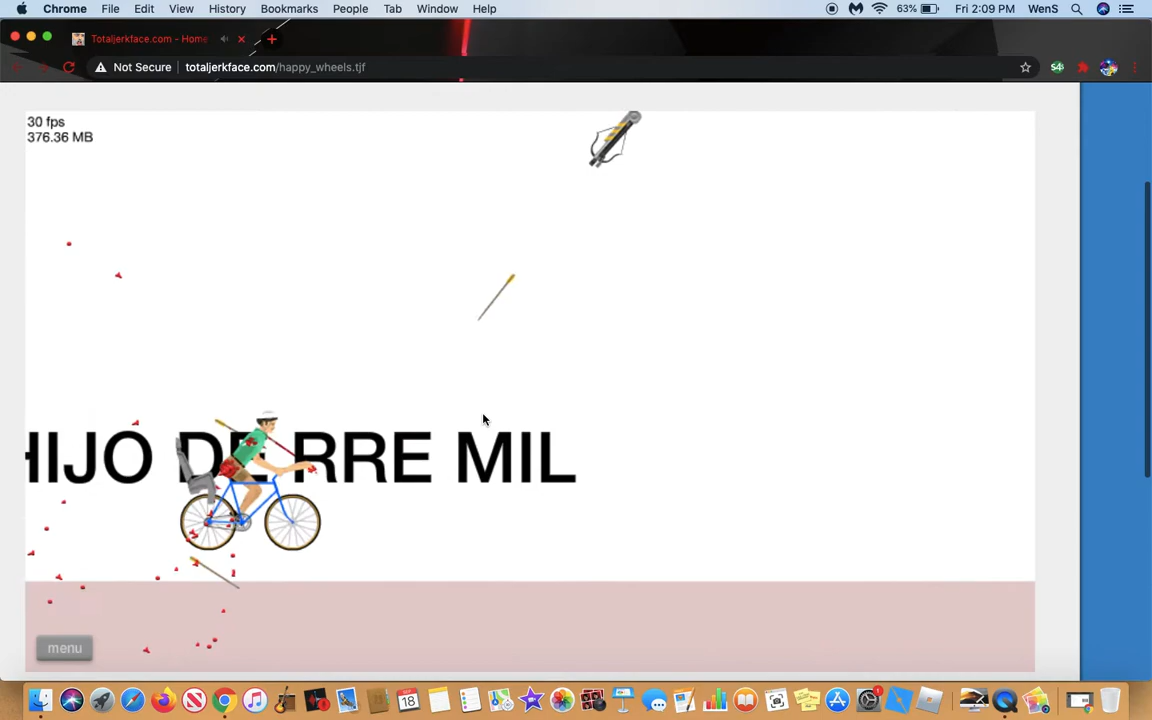 Chrome File Edit View History Bookmarks People Tab Window Help 63% Fri 2:09 PM WenS
Totaljerkface.com - Home
Not Secure totaljerkface.com/happy_wheels.tjf
30 fps
376.36 MB
HIJO DE RRE MIL
menu
18